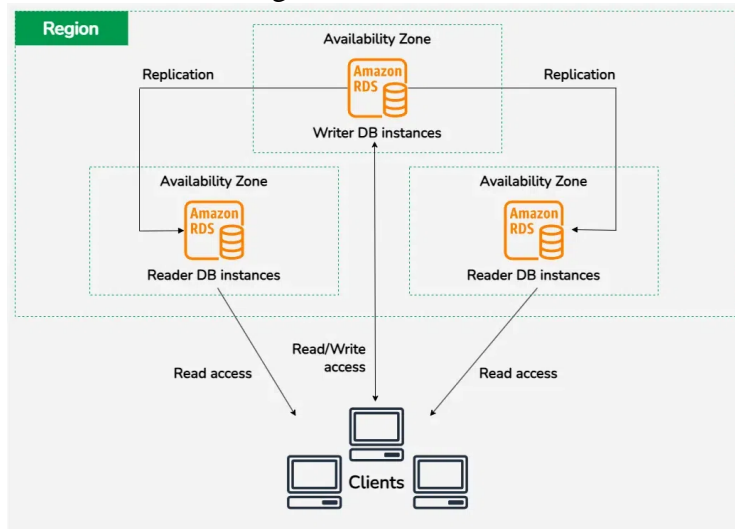 Region
Availability Zone
Replication
Amazon
RDS
Replication
Writer DB instances
Availability Zone
Availability Zone
Amazon
RDS
Amazon
RDS
Reader DB instances
Reader DB instances
Read/Write
access
Read access
Read access
Clients